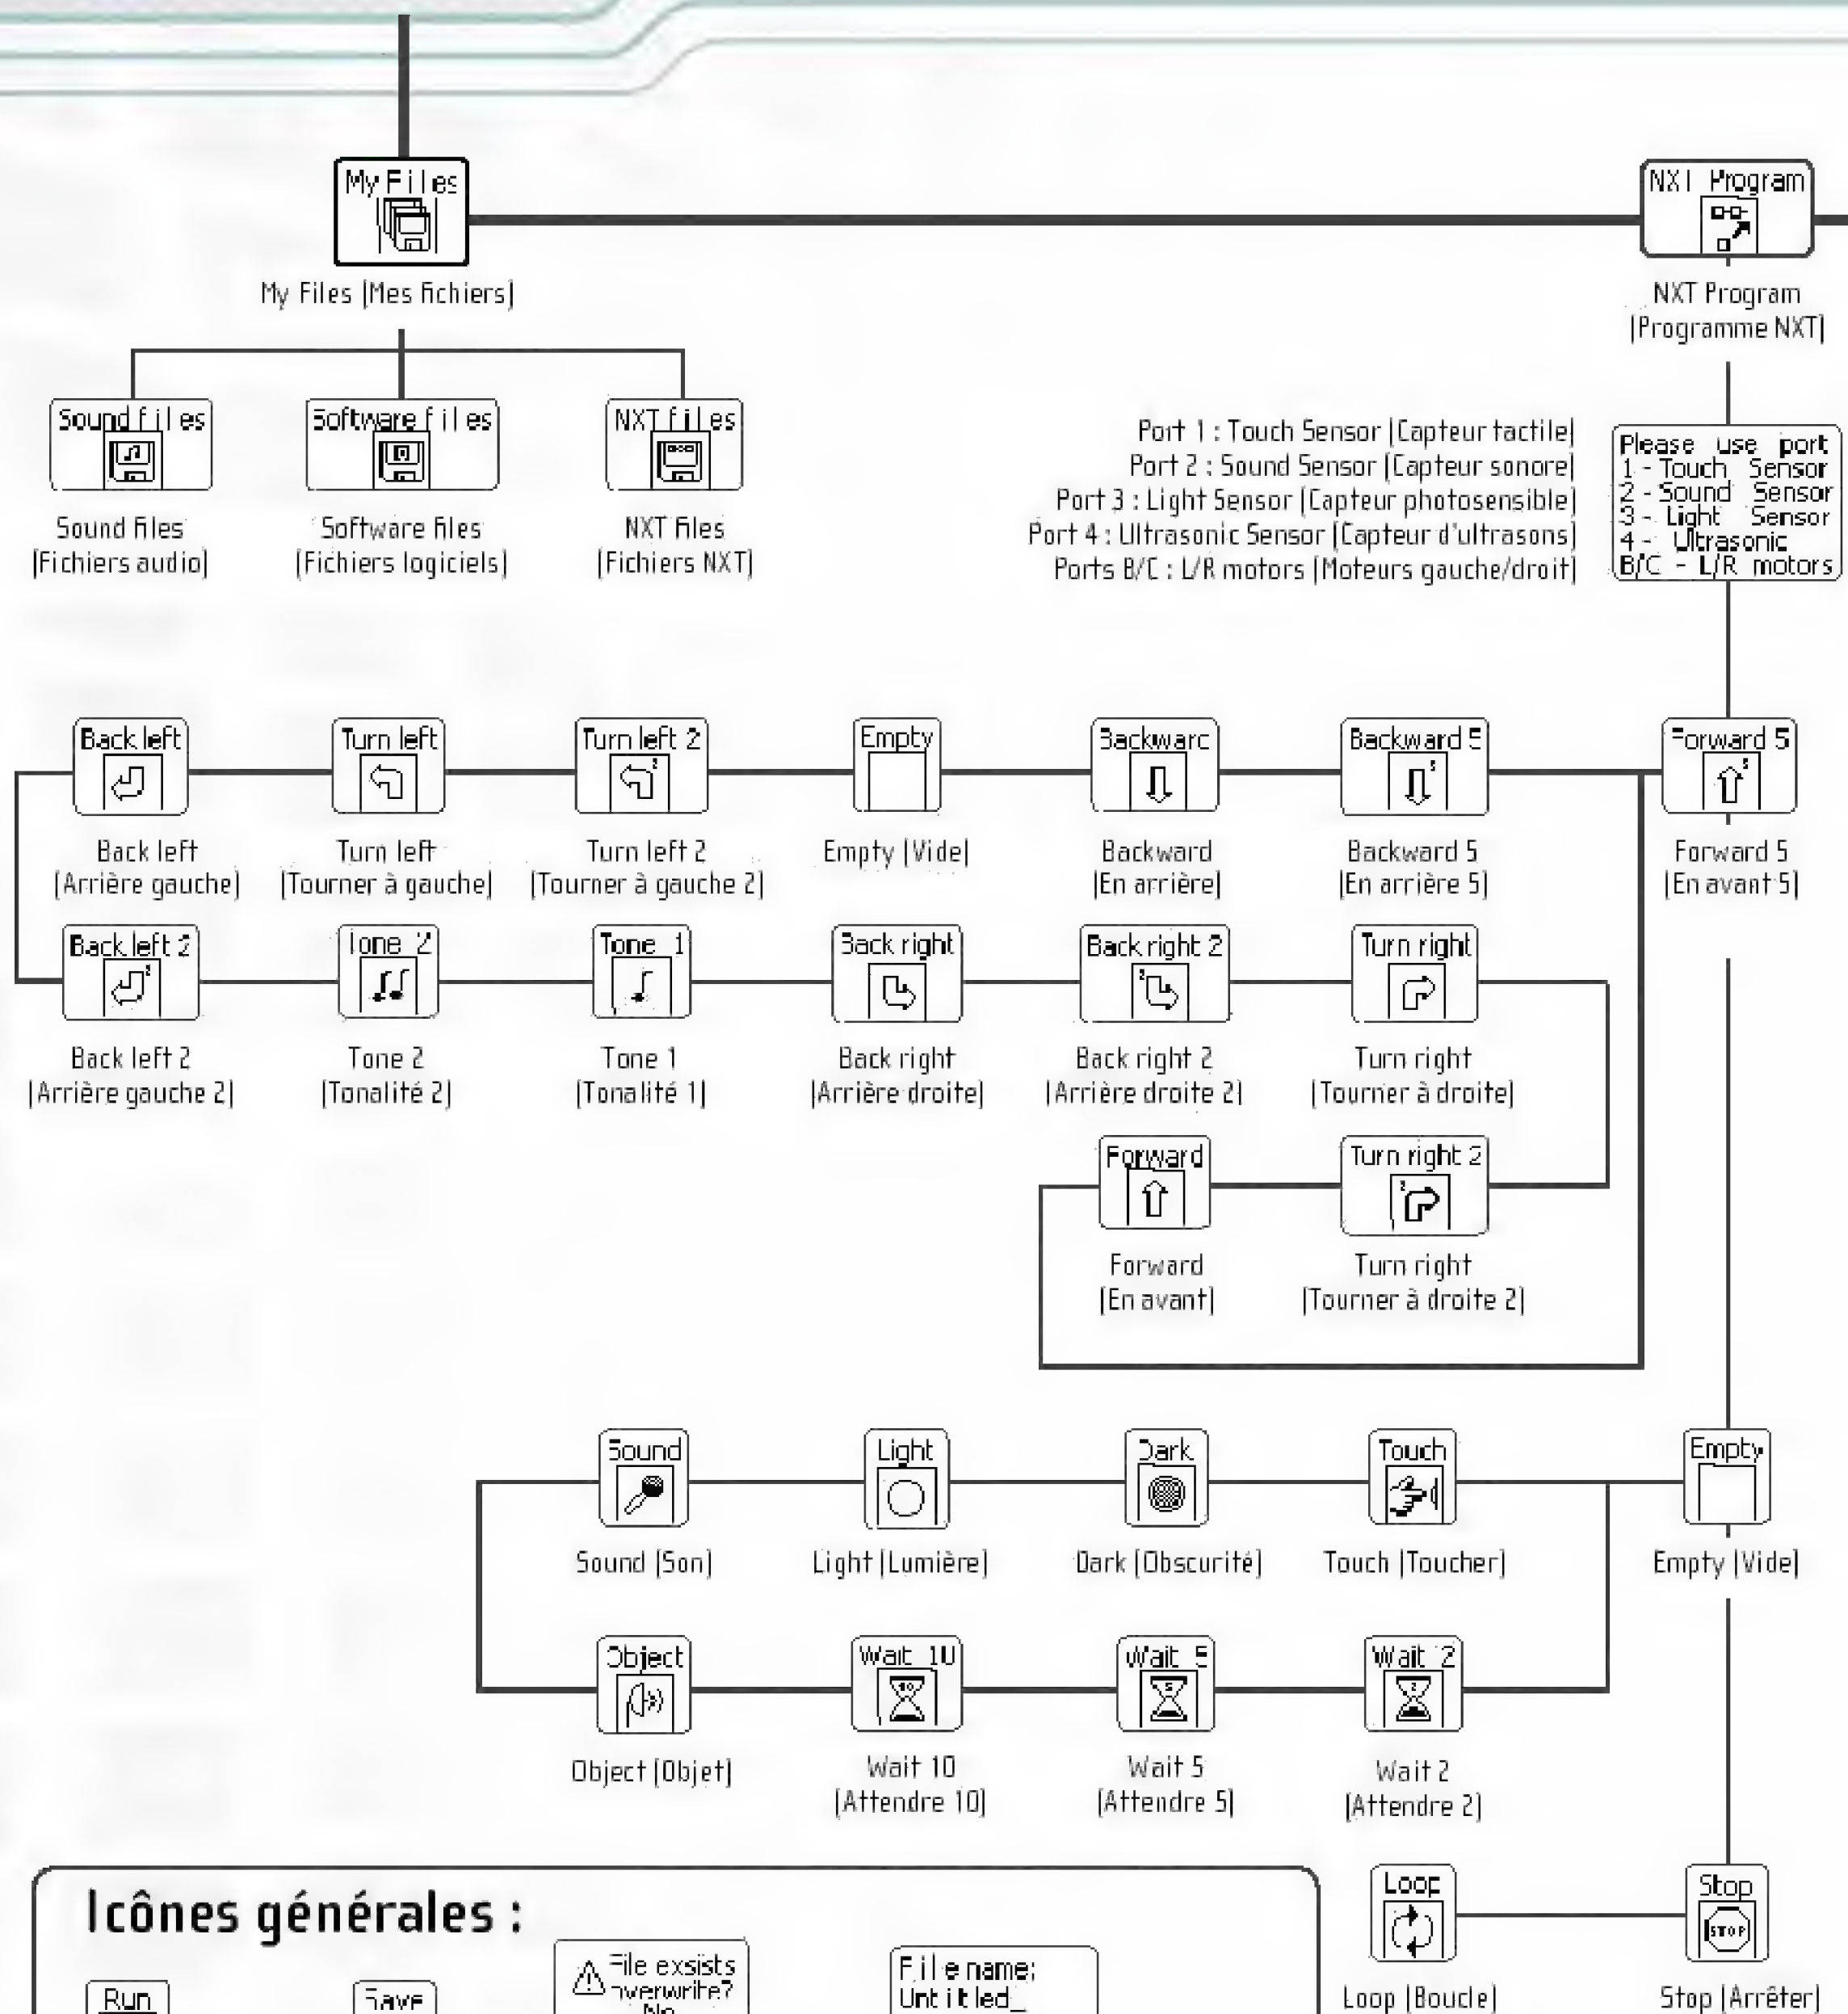 My Files
NXT Program
My Files (Mes fichiers)
NXT Program
(Programme NXT)
Sound files
Software files
NXT files
Sound files
(Fichiers audio)
Software files
(Fichiers logiciels)
NXT files
(Fichiers NXT)
Port 1 : Touch Sensor (Capteur tactile)
Port 2 : Sound Sensor (Capteur sonore)
Port 3 : Light Sensor (Capteur photosensible)
Port 4 : Ultrasonic Sensor (Capteur d'ultrasons)
Ports B/C : L/R motors (Moteurs gauche/droit)
Please use port
1 - Touch Sensor
2 - Sound Sensor
3 - Light Sensor
4 - Ultrasonic
B/C - L/R motors
Back left
Turn left
Turn left 2
Empty
Backward
Backward 5
Forward 5
Back left
(Arrière gauche)
Turn left
(Tourner à gauche)
Turn left 2
(Tourner à gauche 2)
Empty (Vide)
Backward
(En arrière)
Backward 5
(En arrière 5)
Forward 5
(En avant 5)
Back left 2
Tone 2
Tone 1
Back right
Back right 2
Turn right
Back left 2
(Arrière gauche 2)
Tone 2
(Tonalité 2)
Tone 1
(Tonalité 1)
Back right
(Arrière droite)
Back right 2
(Arrière droite 2)
Turn right
(Tourner à droite)
Forward
Turn right 2
Forward
(En avant)
Turn right
(Tourner à droite 2)
Sound
Light
Dark
Touch
Empty
Sound (Son)
Light (Lumière)
Dark (Obscurité)
Touch (Toucher)
Empty (Vide)
Object
Wait 10
Wait 5
Wait 2
Object (Objet)
Wait 10
(Attendre 10)
Wait 5
(Attendre 5)
Wait 2
(Attendre 2)
Loop
Stop
STOP
Loop (Boucle)
Stop (Arrêter)
Icônes générales :
Run
Save
File exsists
overwrite?
No
File name:
Untitled_